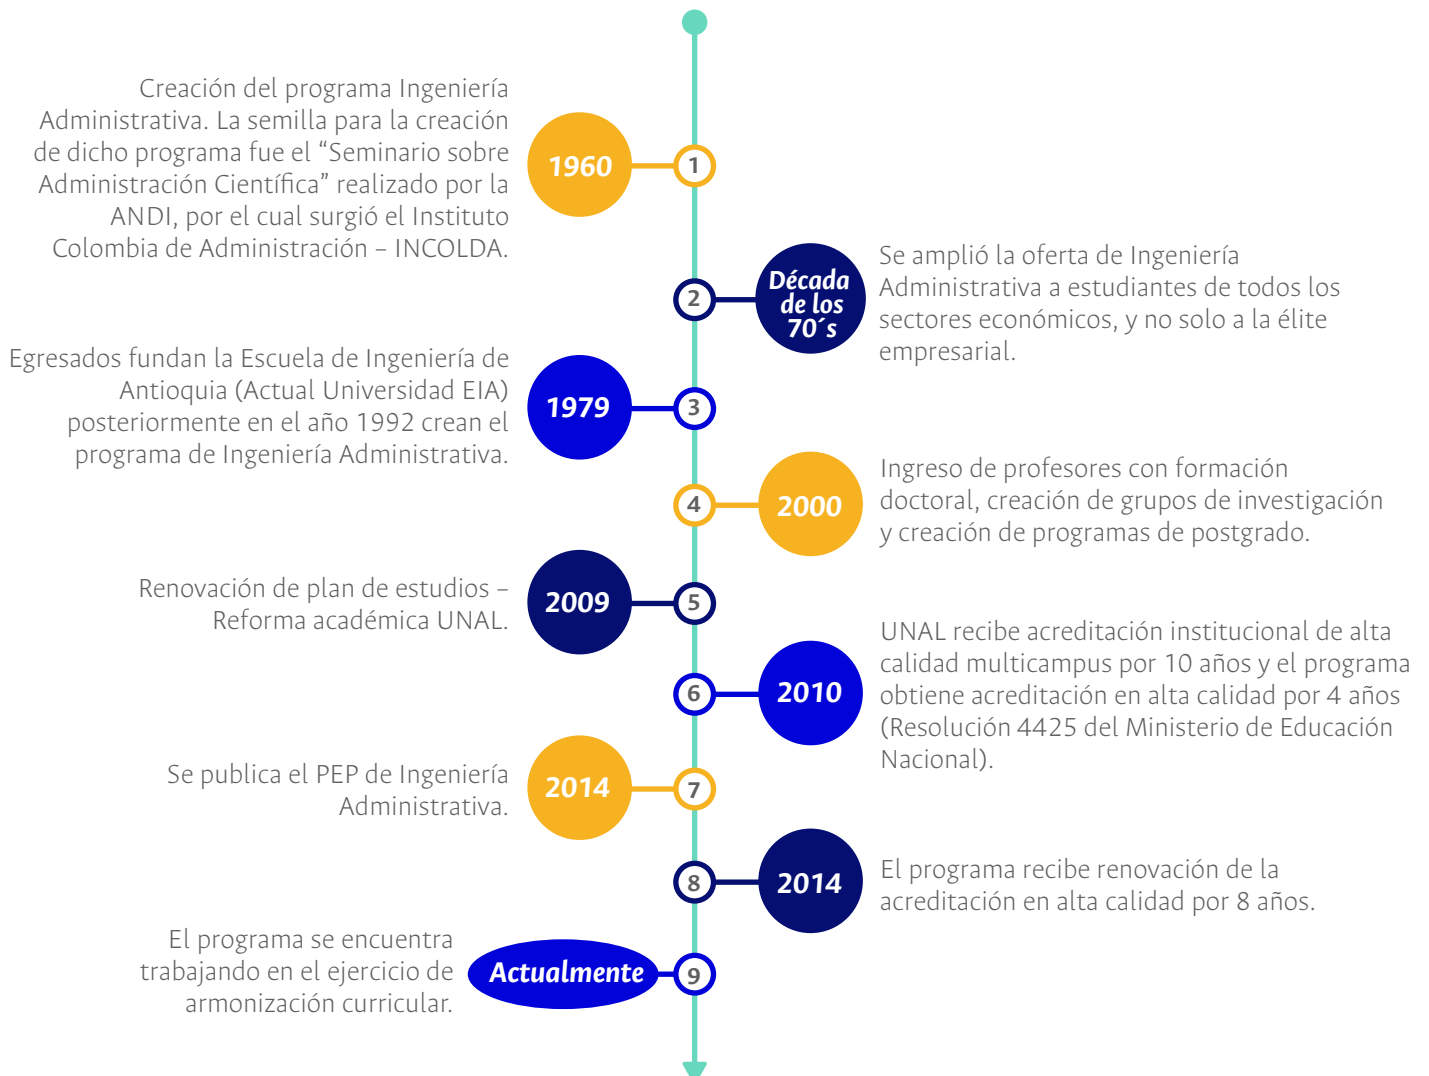 Creación del programa Ingeniería
Administrativa. La semilla para la creación
de dicho programa fue el “Seminario sobre
Administración Científica” realizado por la
ANDI, por el cual surgió el Instituto
Colombia de Administración – INCOLDA.
1960
1
2
Década
de los
70´s
Se amplió la oferta de Ingeniería
Administrativa a estudiantes de todos los
sectores económicos, y no solo a la élite
empresarial.
Egresados fundan la Escuela de Ingeniería de
Antioquia (Actual Universidad EIA)
posteriormente en el año 1992 crean el
programa de Ingeniería Administrativa.
1979
3
4
2000
Ingreso de profesores con formación
doctoral, creación de grupos de investigación
y creación de programas de postgrado.
Renovación de plan de estudios –
Reforma académica UNAL.
2009
5
6
2010
UNAL recibe acreditación institucional de alta
calidad multicampus por 10 años y el programa
obtiene acreditación en alta calidad por 4 años
(Resolución 4425 del Ministerio de Educación
Nacional).
Se publica el PEP de Ingeniería
Administrativa.
2014
7
8
2014
El programa recibe renovación de la
acreditación en alta calidad por 8 años.
El programa se encuentra
trabajando en el ejercicio de
armonización curricular.
Actualmente
9